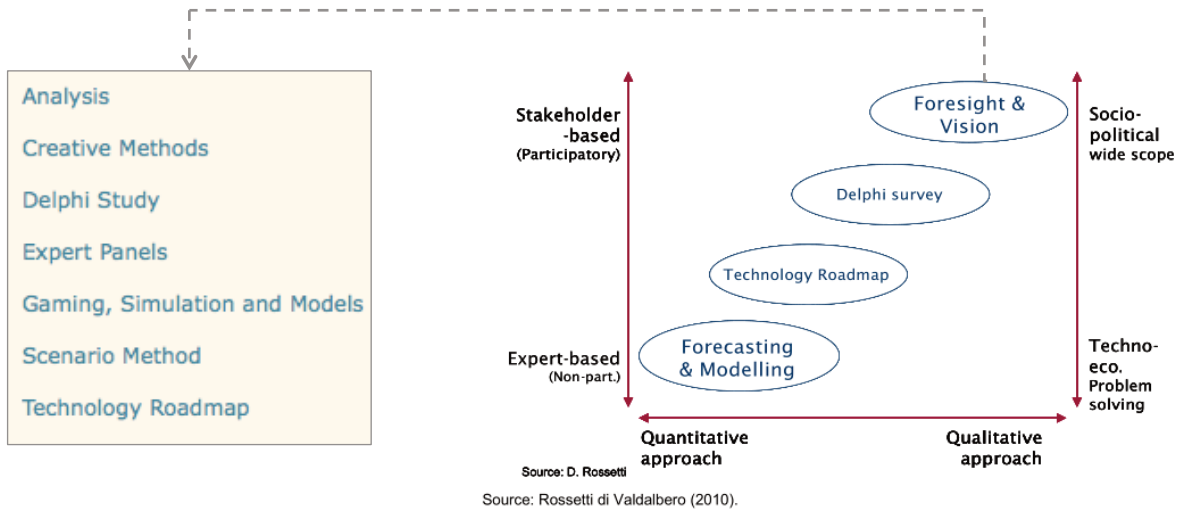 Analysis
Creative Methods
Delphi Study
Expert Panels
Gaming, Simulation and Models
Scenario Method
Technology Roadmap
Stakeholder
-based
(Participatory)
Foresight &
Vision
Socio-
political
wide scope
Delphi survey
Technology Roadmap
Expert-based
(Non-part.)
Forecasting
& Modelling
Techno-
eco.
Problem
solving
Quantitative
approach
Qualitative
approach
Source: D. Rossetti
Source: Rossetti di Valdalbero (2010).